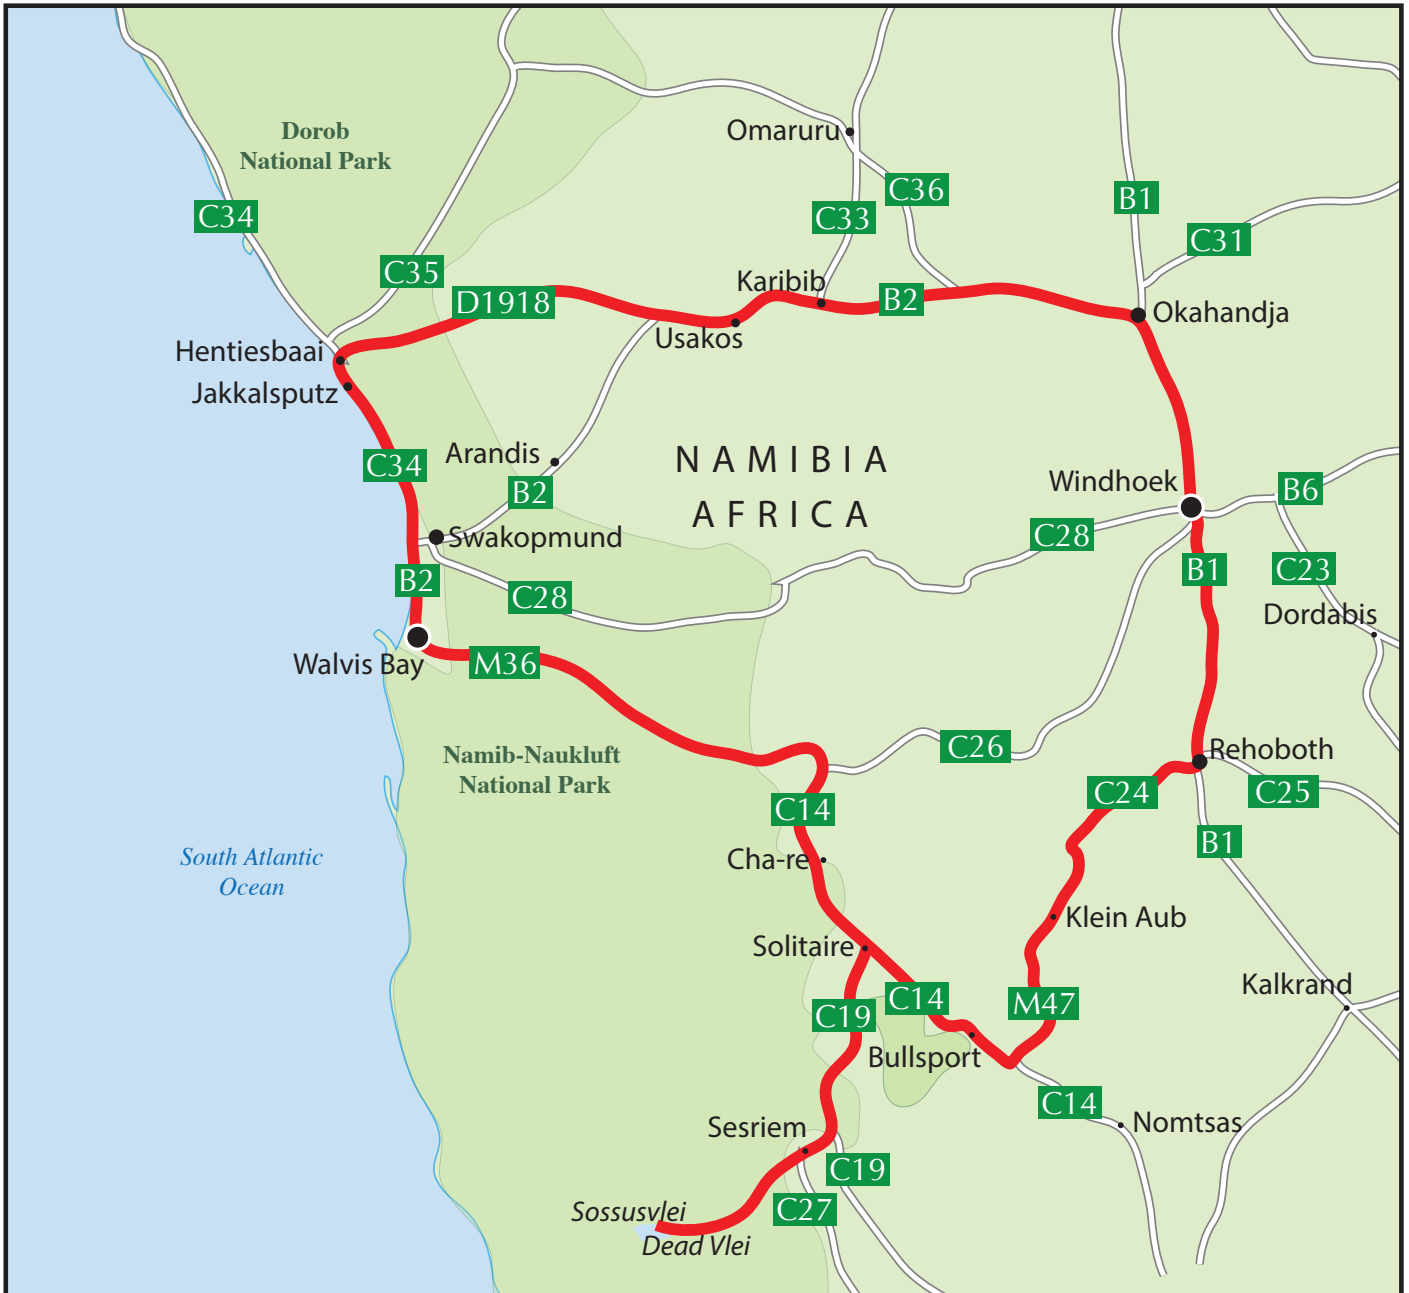 Dorob
National Park
Omaruru
C36
B1
C34
C33
C31
C35
Karibib
D1918
B2
Okahandja
Usakos
Hentiesbaai
Jakkalsputz
Arandis
C34
NAMIBIA
AFRICA
B2
Windhoek
B6
Swakopmund
C28
B2
C28
B1
C23
Dordabis
Walvis Bay
M36
Namib-Naukluft
National Park
C26
Rehoboth
C24
C25
C14
B1
South Atlantic
Ocean
Cha-re
Klein Aub
Solitaire
Kalkrand
C14
M47
C19
Bullsport
C14
Nomtsas
Sesriem
C19
C27
Sossusvlei
Dead Vlei